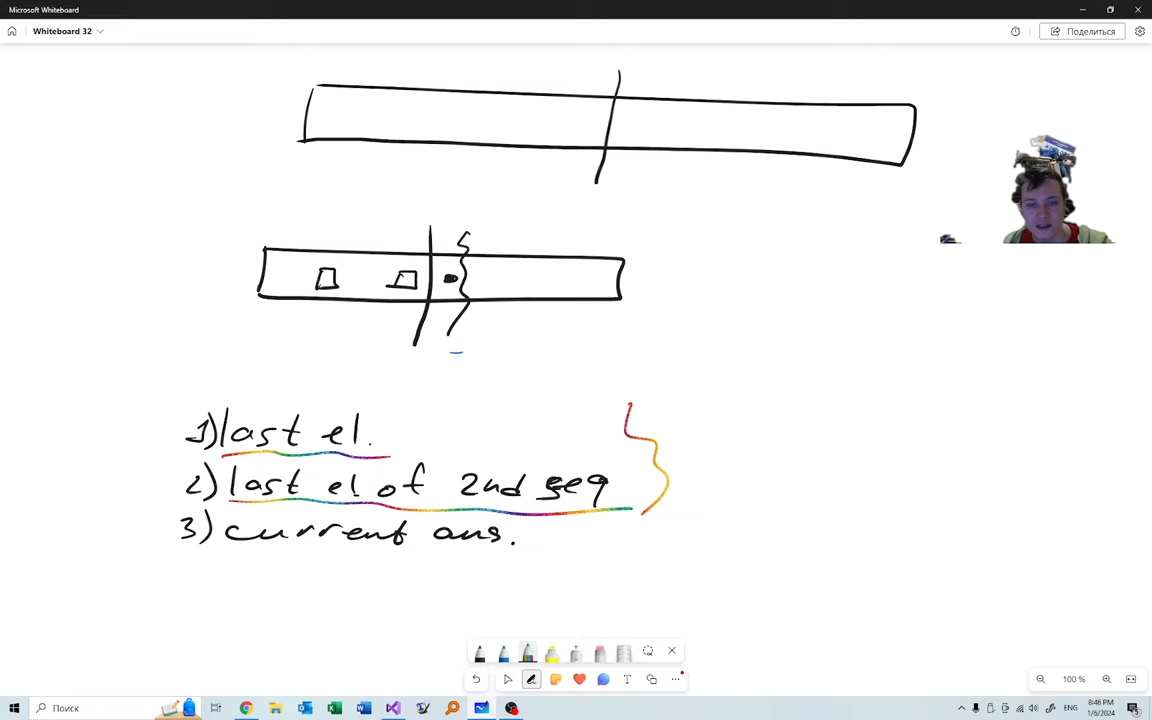 Microsoft Whiteboard
Whiteboard 32
Поделиться
1) last el.
2) last el of 2nd seq
3) current ans.
100 %
Поиск
ENG
8:46 PM
1/6/2024
5